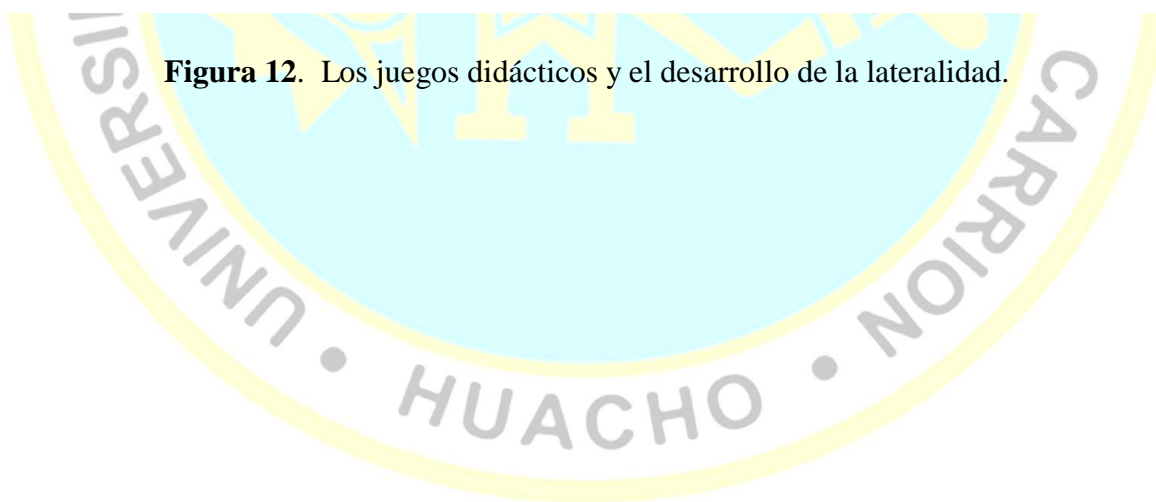 Figura 12. Los juegos didácticos y el desarrollo de la lateralidad.
CARRION
HUACHO